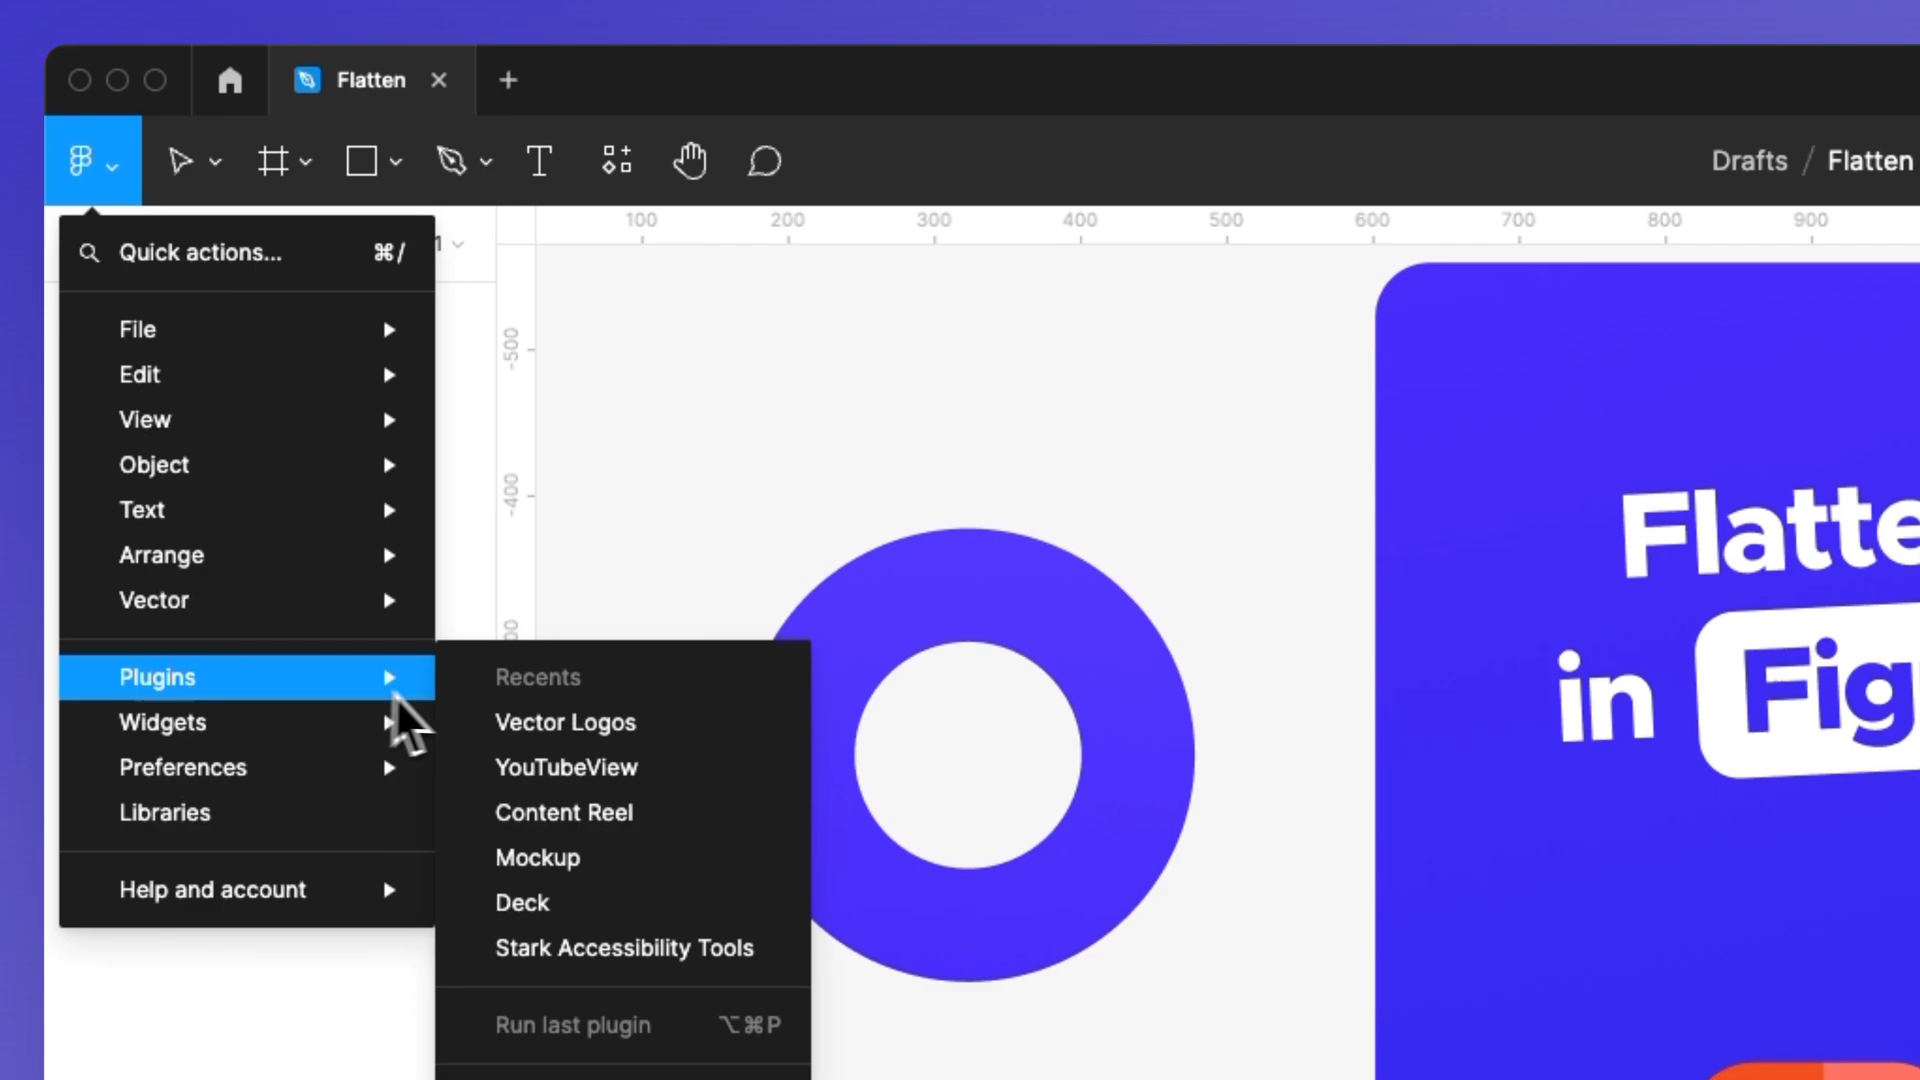 Flatten
Drafts / Flatten
Quick actions... ⌘/
1
100 200 300 400 500 600 700 800 900
File
Edit
View
Object
Text
Arrange
Vector
Plugins
Widgets
Preferences
Libraries
Help and account
Recents
Vector Logos
YouTubeView
Content Reel
Mockup
Deck
Stark Accessibility Tools
Run last plugin ⌥⌘P
-500
-400
00
Flatte
in Fig